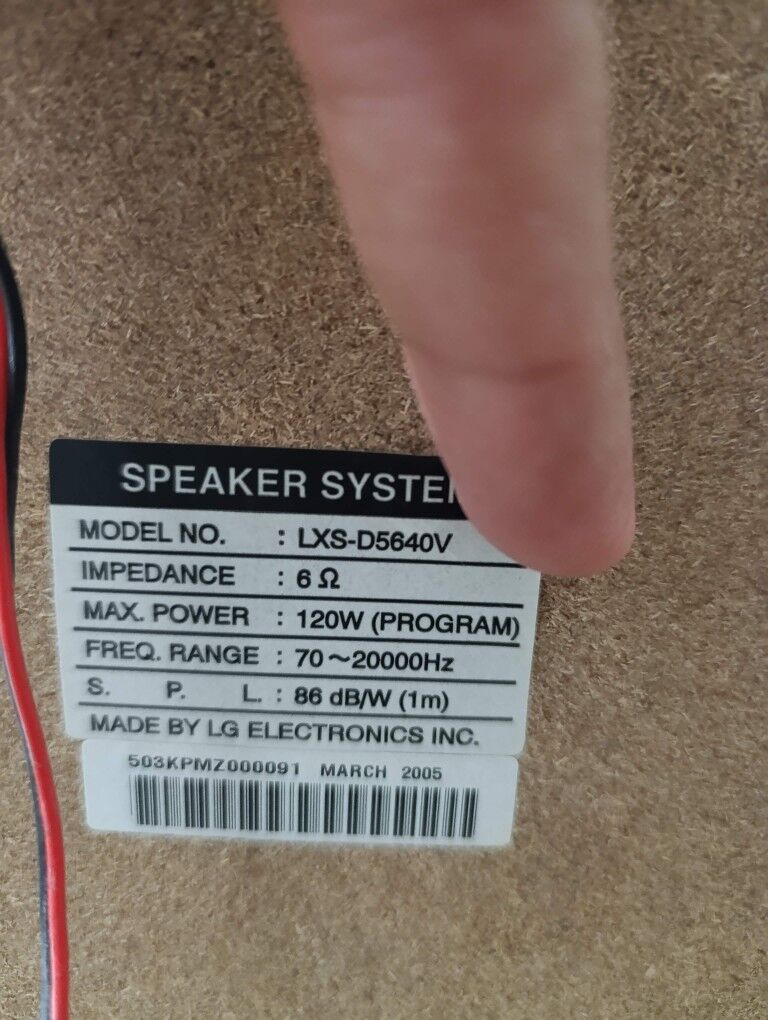 SPEAKER SYSTE
MODEL NO. : LXS-D5640V
IMPEDANCE : 6 Ω
MAX. POWER : 120W (PROGRAM)
FREQ. RANGE : 70～20000Hz
S. P. L. : 86 dB/W (1m)
MADE BY LG ELECTRONICS INC.
503KPMZ000091 MARCH 2005